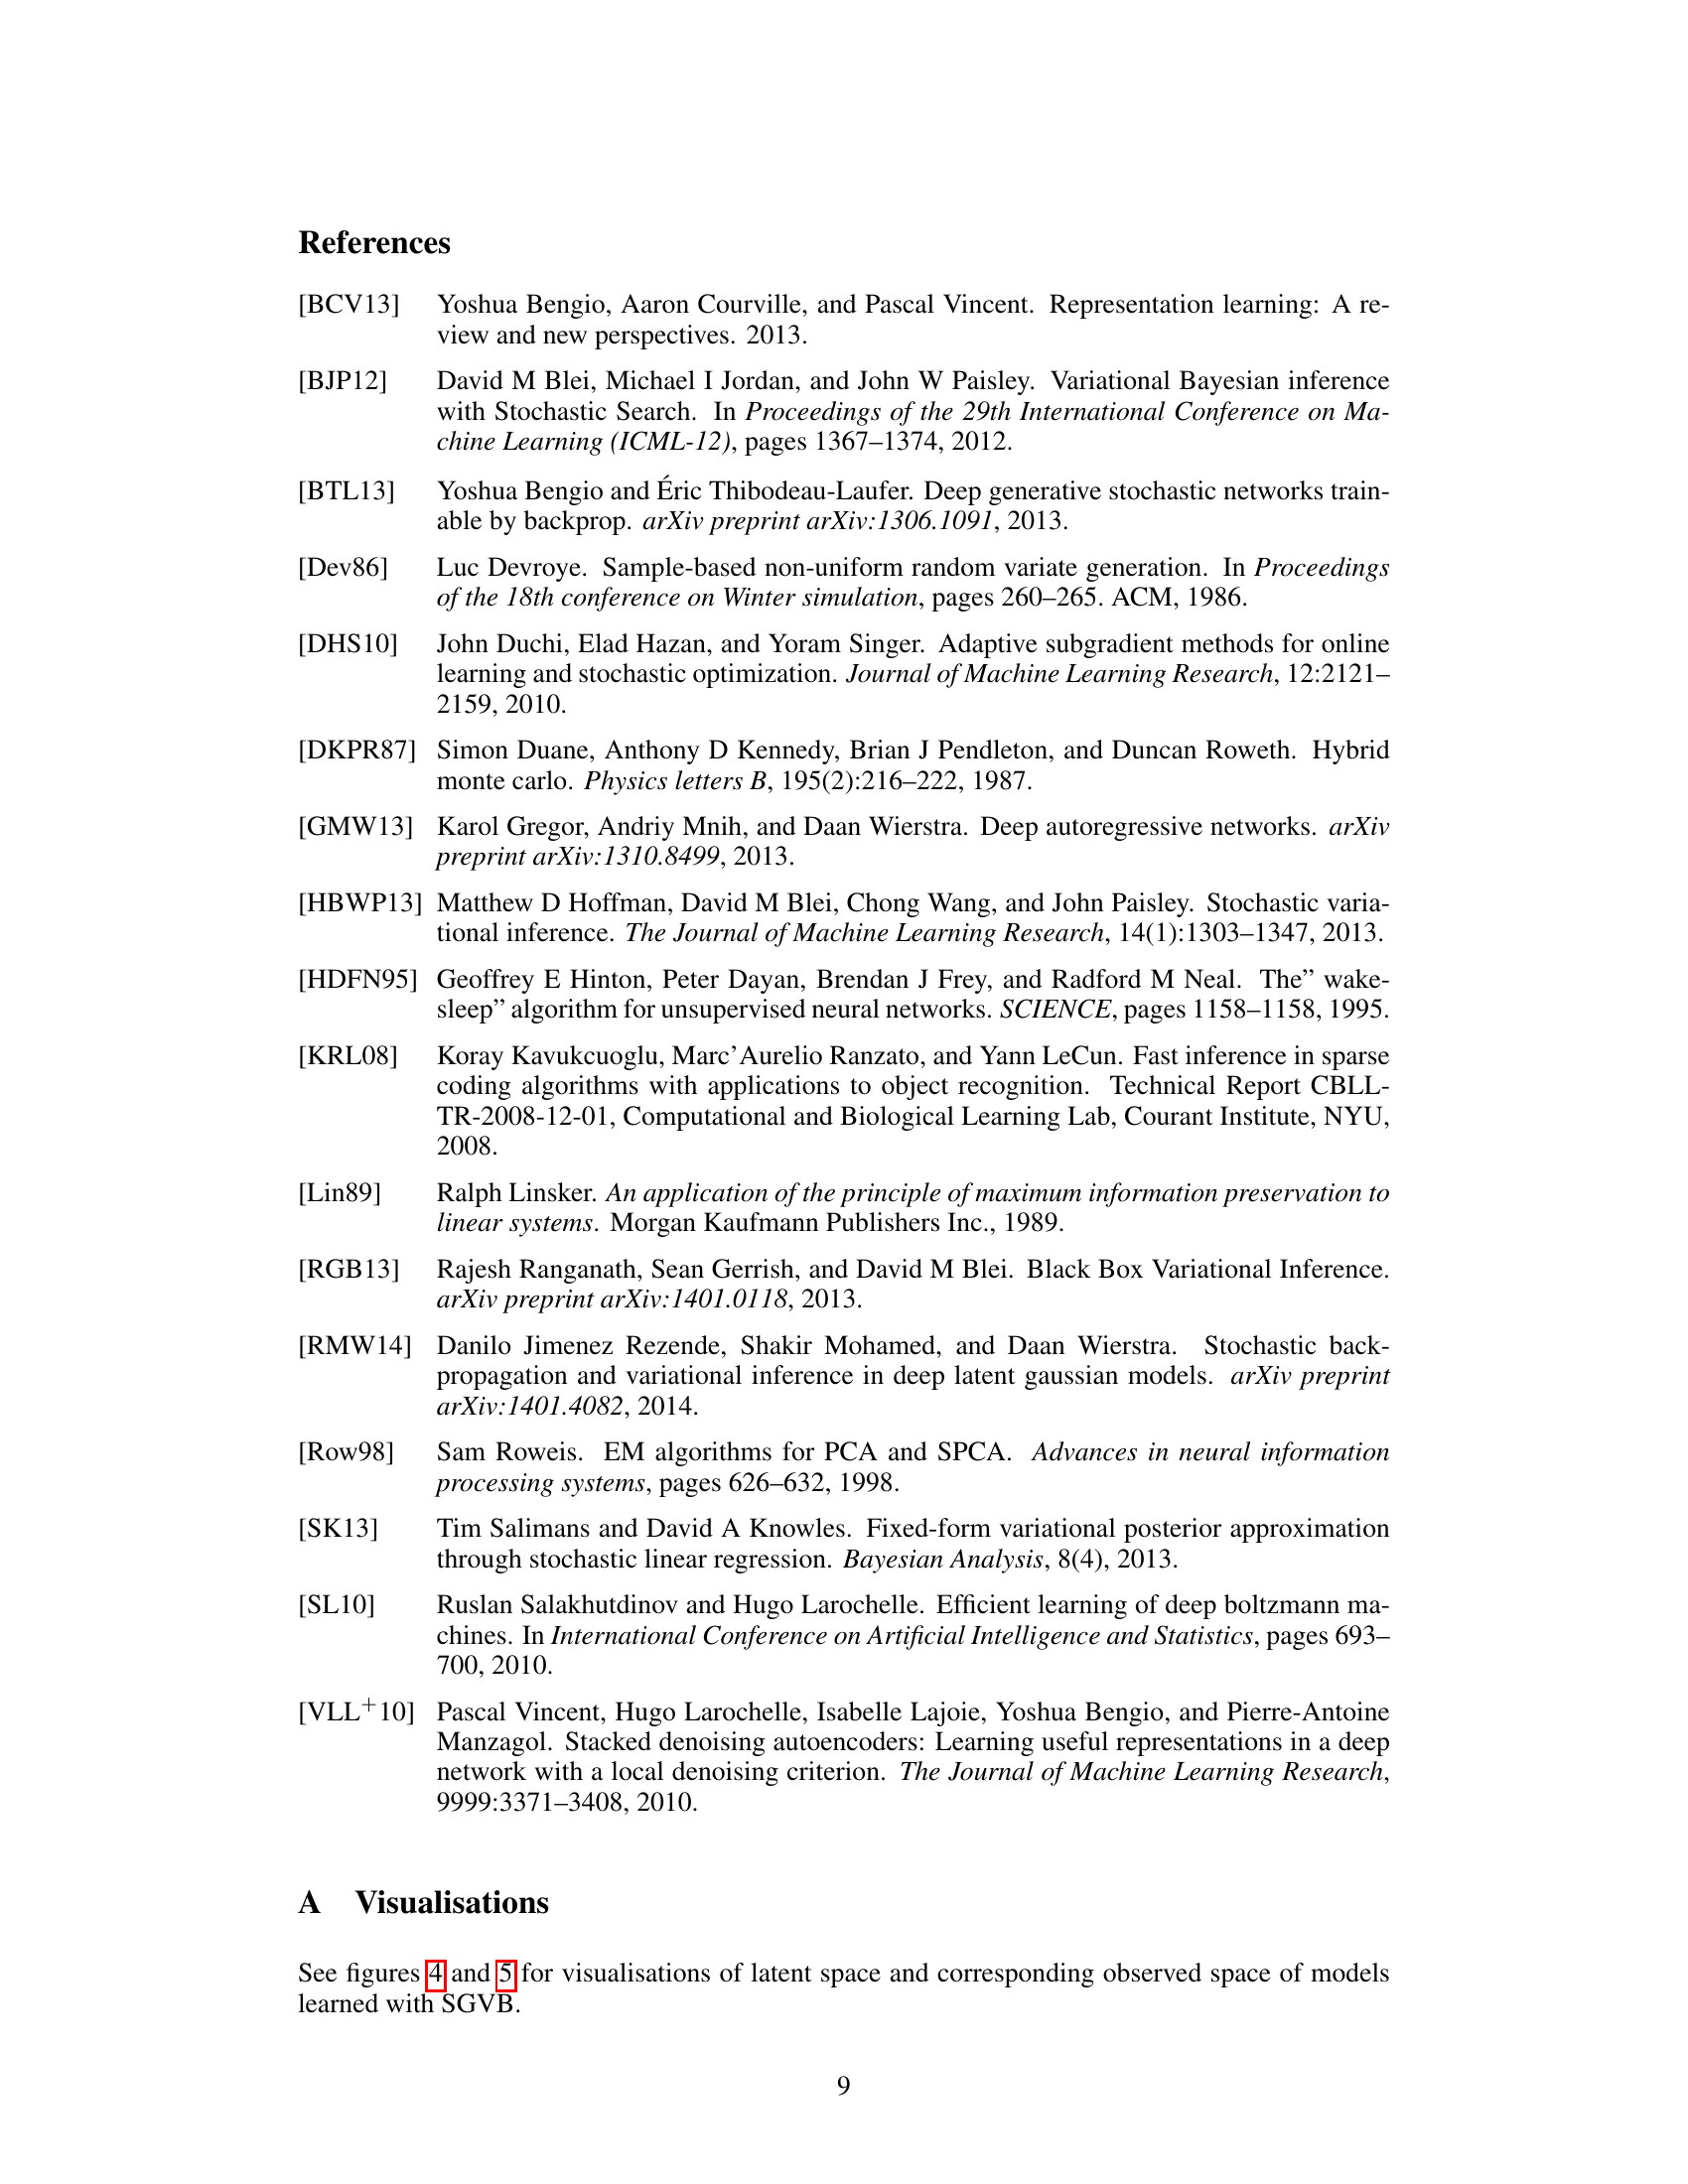 References
[BCV13] Yoshua Bengio, Aaron Courville, and Pascal Vincent. Representation learning: A re-
view and new perspectives. 2013.
[BJP12] David M Blei, Michael I Jordan, and John W Paisley. Variational Bayesian inference
with Stochastic Search. In Proceedings of the 29th International Conference on Ma-
chine Learning (ICML-12), pages 1367–1374, 2012.
[BTL13] Yoshua Bengio and Éric Thibodeau-Laufer. Deep generative stochastic networks train-
able by backprop. arXiv preprint arXiv:1306.1091, 2013.
[Dev86] Luc Devroye. Sample-based non-uniform random variate generation. In Proceedings
of the 18th conference on Winter simulation, pages 260–265. ACM, 1986.
[DHS10] John Duchi, Elad Hazan, and Yoram Singer. Adaptive subgradient methods for online
learning and stochastic optimization. Journal of Machine Learning Research, 12:2121–
2159, 2010.
[DKPR87] Simon Duane, Anthony D Kennedy, Brian J Pendleton, and Duncan Roweth. Hybrid
monte carlo. Physics letters B, 195(2):216–222, 1987.
[GMW13] Karol Gregor, Andriy Mnih, and Daan Wierstra. Deep autoregressive networks. arXiv
preprint arXiv:1310.8499, 2013.
[HBWP13] Matthew D Hoffman, David M Blei, Chong Wang, and John Paisley. Stochastic varia-
tional inference. The Journal of Machine Learning Research, 14(1):1303–1347, 2013.
[HDFN95] Geoffrey E Hinton, Peter Dayan, Brendan J Frey, and Radford M Neal. The” wake-
sleep” algorithm for unsupervised neural networks. SCIENCE, pages 1158–1158, 1995.
[KRL08] Koray Kavukcuoglu, Marc’Aurelio Ranzato, and Yann LeCun. Fast inference in sparse
coding algorithms with applications to object recognition. Technical Report CBLL-
TR-2008-12-01, Computational and Biological Learning Lab, Courant Institute, NYU,
2008.
[Lin89] Ralph Linsker. An application of the principle of maximum information preservation to
linear systems. Morgan Kaufmann Publishers Inc., 1989.
[RGB13] Rajesh Ranganath, Sean Gerrish, and David M Blei. Black Box Variational Inference.
arXiv preprint arXiv:1401.0118, 2013.
[RMW14] Danilo Jimenez Rezende, Shakir Mohamed, and Daan Wierstra. Stochastic back-
propagation and variational inference in deep latent gaussian models. arXiv preprint
arXiv:1401.4082, 2014.
[Row98] Sam Roweis. EM algorithms for PCA and SPCA. Advances in neural information
processing systems, pages 626–632, 1998.
[SK13] Tim Salimans and David A Knowles. Fixed-form variational posterior approximation
through stochastic linear regression. Bayesian Analysis, 8(4), 2013.
[SL10] Ruslan Salakhutdinov and Hugo Larochelle. Efficient learning of deep boltzmann ma-
chines. In International Conference on Artificial Intelligence and Statistics, pages 693–
700, 2010.
[VLL+10] Pascal Vincent, Hugo Larochelle, Isabelle Lajoie, Yoshua Bengio, and Pierre-Antoine
Manzagol. Stacked denoising autoencoders: Learning useful representations in a deep
network with a local denoising criterion. The Journal of Machine Learning Research,
9999:3371–3408, 2010.
A Visualisations
See figures 4 and 5 for visualisations of latent space and corresponding observed space of models
learned with SGVB.
9